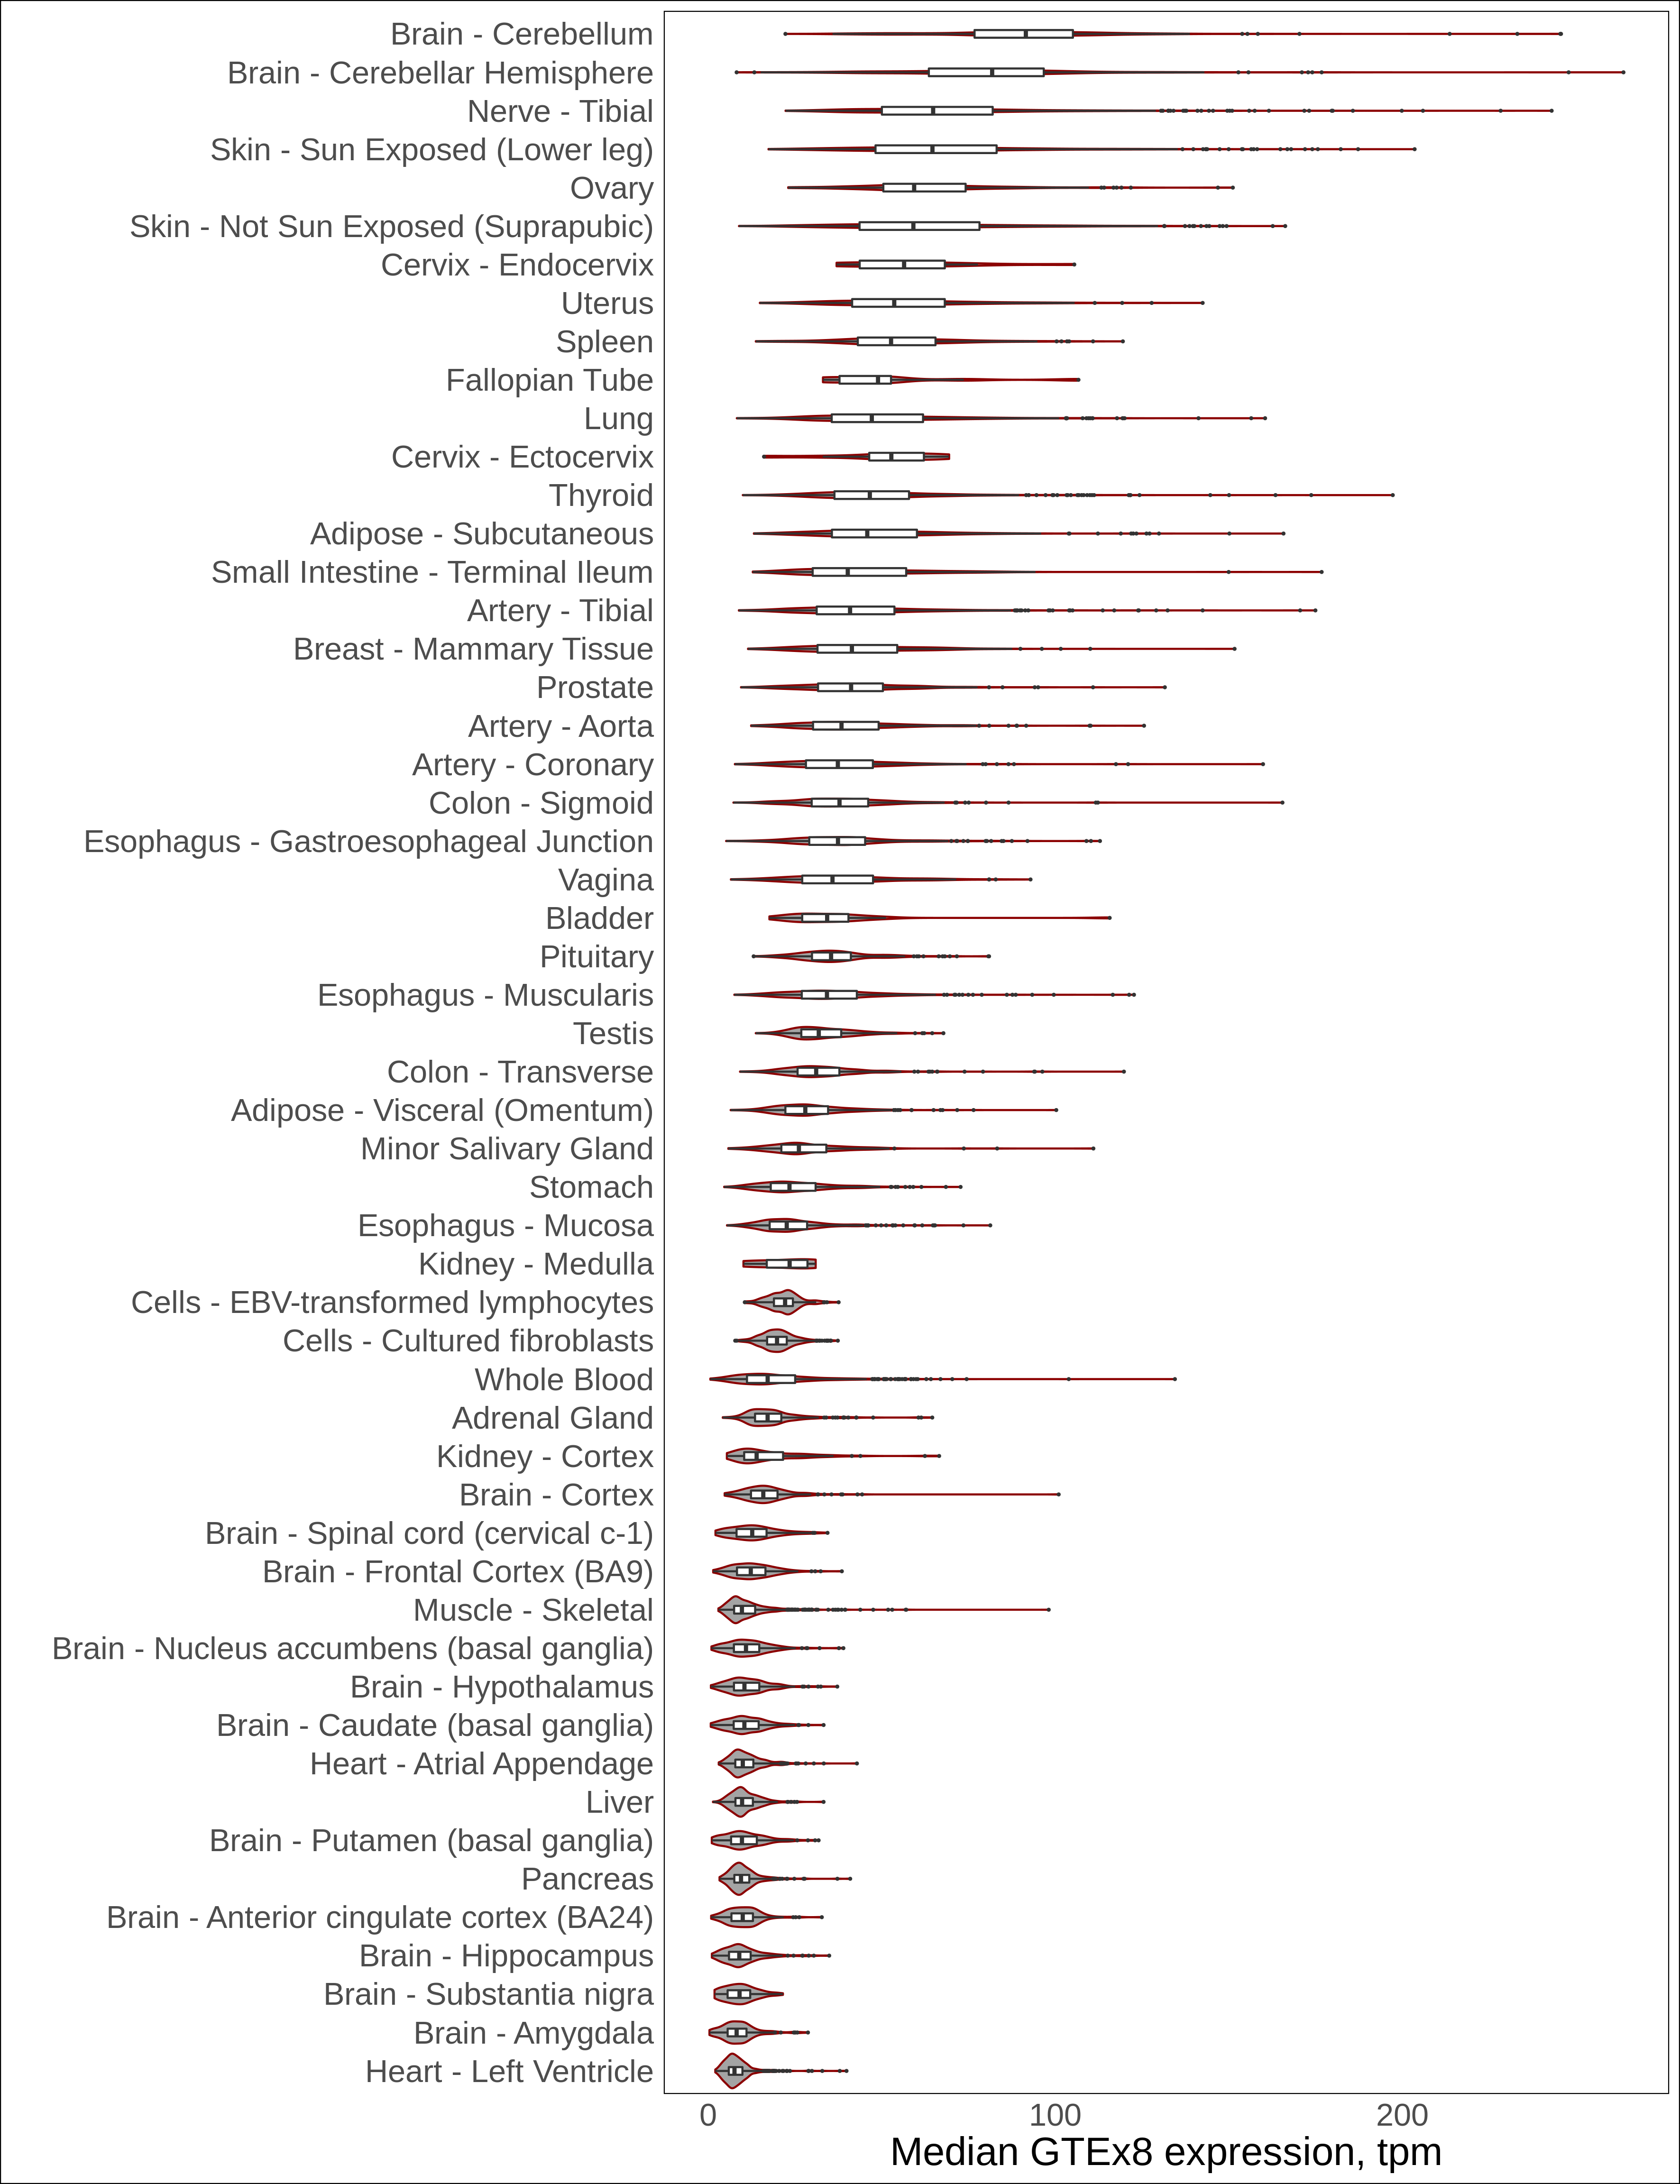 Brain - Cerebellum
Brain - Cerebellar Hemisphere
Nerve - Tibial
Skin - Sun Exposed (Lower leg)
Ovary
Skin - Not Sun Exposed (Suprapubic)
Cervix - Endocervix
Uterus
Spleen
Fallopian Tube
Lung
Cervix - Ectocervix
Thyroid
Adipose - Subcutaneous
Small Intestine - Terminal Ileum
Artery - Tibial
Breast - Mammary Tissue
Prostate
Artery - Aorta
Artery - Coronary
Colon - Sigmoid
Esophagus - Gastroesophageal Junction
Vagina
Bladder
Pituitary
Esophagus - Muscularis
Testis
Colon - Transverse
Adipose - Visceral (Omentum)
Minor Salivary Gland
Stomach
Esophagus - Mucosa
Kidney - Medulla
Cells - EBV-transformed lymphocytes
Cells - Cultured fibroblasts
Whole Blood
Adrenal Gland
Kidney - Cortex
Brain - Cortex
Brain - Spinal cord (cervical c-1)
Brain - Frontal Cortex (BA9)
Muscle - Skeletal
Brain - Nucleus accumbens (basal ganglia)
Brain - Hypothalamus
Brain - Caudate (basal ganglia)
Heart - Atrial Appendage
Liver
Brain - Putamen (basal ganglia)
Pancreas
Brain - Anterior cingulate cortex (BA24)
Brain - Hippocampus
Brain - Substantia nigra
Brain - Amygdala
Heart - Left Ventricle
0 100 200
Median GTEx8 expression, tpm